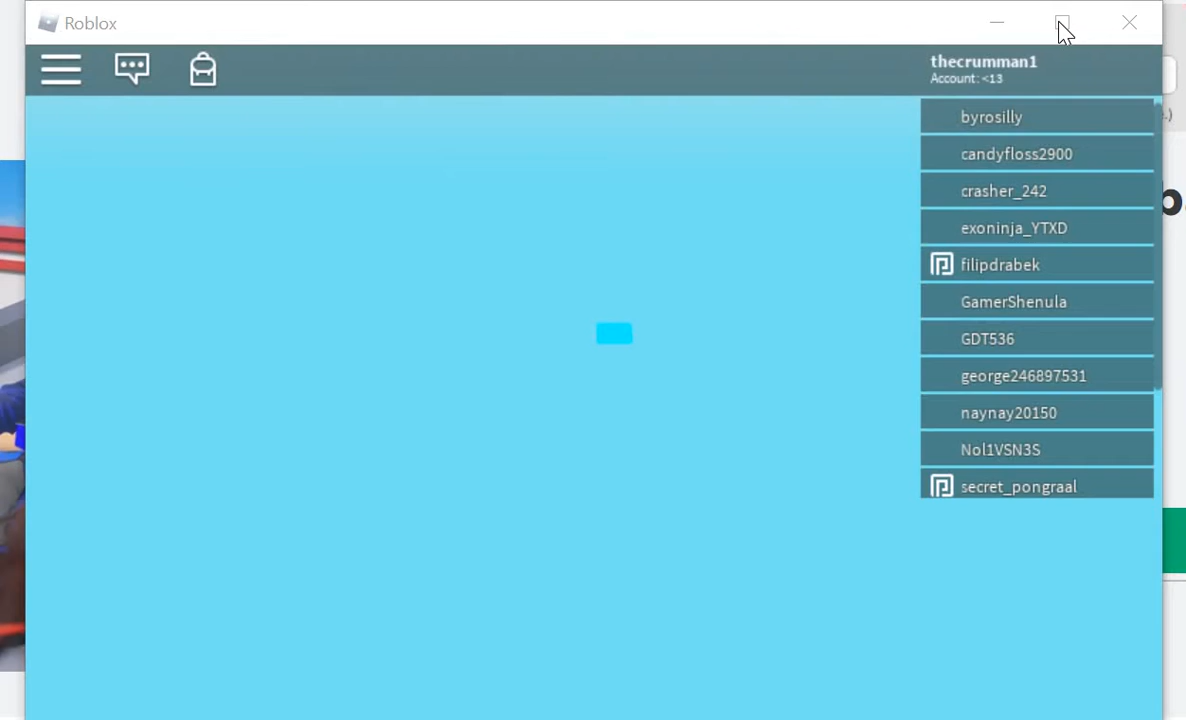 Roblox
thecrumman1
Account: <13
byrosilly
candyfloss2900
crasher_242
exoninja_YTXD
filipdrabek
GamerShenula
GDT536
george246897531
naynay20150
Nol1VSN3S
secret_pongraal